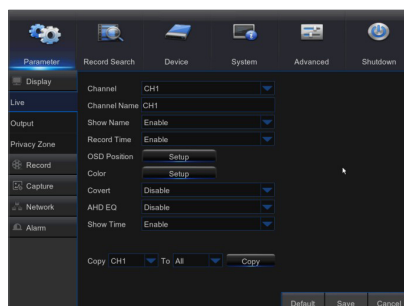 Parameter Record Search Device System Advanced Shutdown
Display
Live
Output
Privacy Zone
Record
Capture
Network
Alarm
Channel CH1
Channel Name CH1
Show Name Enable
Record Time Enable
OSD Position Setup
Color Setup
Covert Disable
AHD EQ Disable
Show Time Enable
Copy CH1 To All Copy
Default Save Cancel